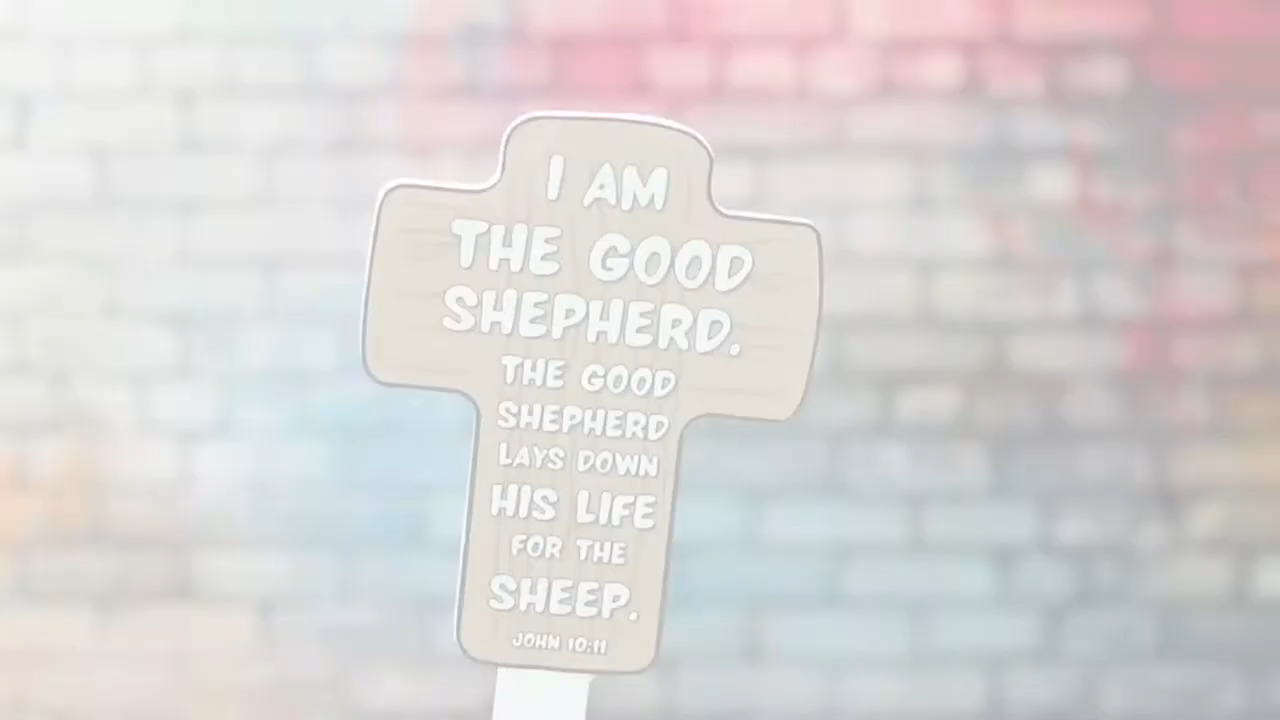 I AM
THE GOOD
SHEPHERD.
THE GOOD
SHEPHERD
LAYS DOWN
HIS LIFE
FOR THE
SHEEP.
JOHN 10:11